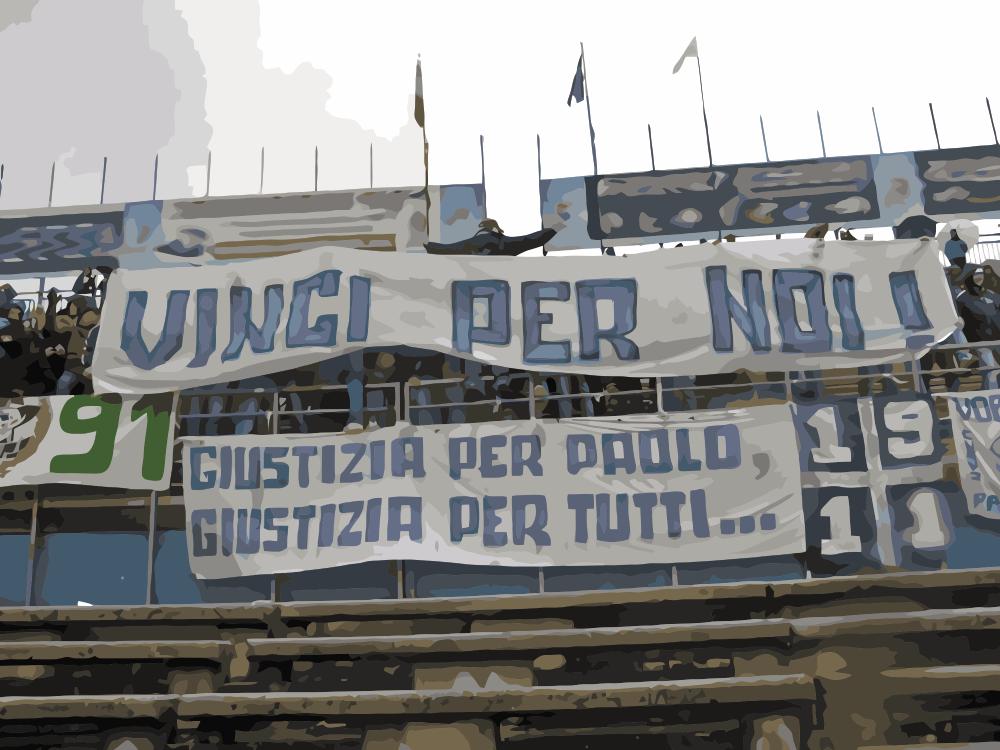 VINCI PER NOI !
91
GIUSTIZIA PER PAOLO
GIUSTIZIA PER TUTTI...
19
11